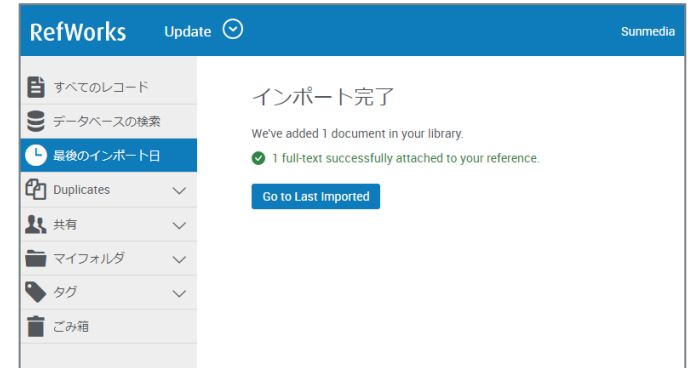 RefWorks Update Sunmedia
すべてのレコード
データベースの検索
最後のインポート日
Duplicates
共有
マイフォルダ
タグ
ごみ箱
インポート完了
We've added 1 document in your library.
1 full-text successfully attached to your reference.
Go to Last Imported